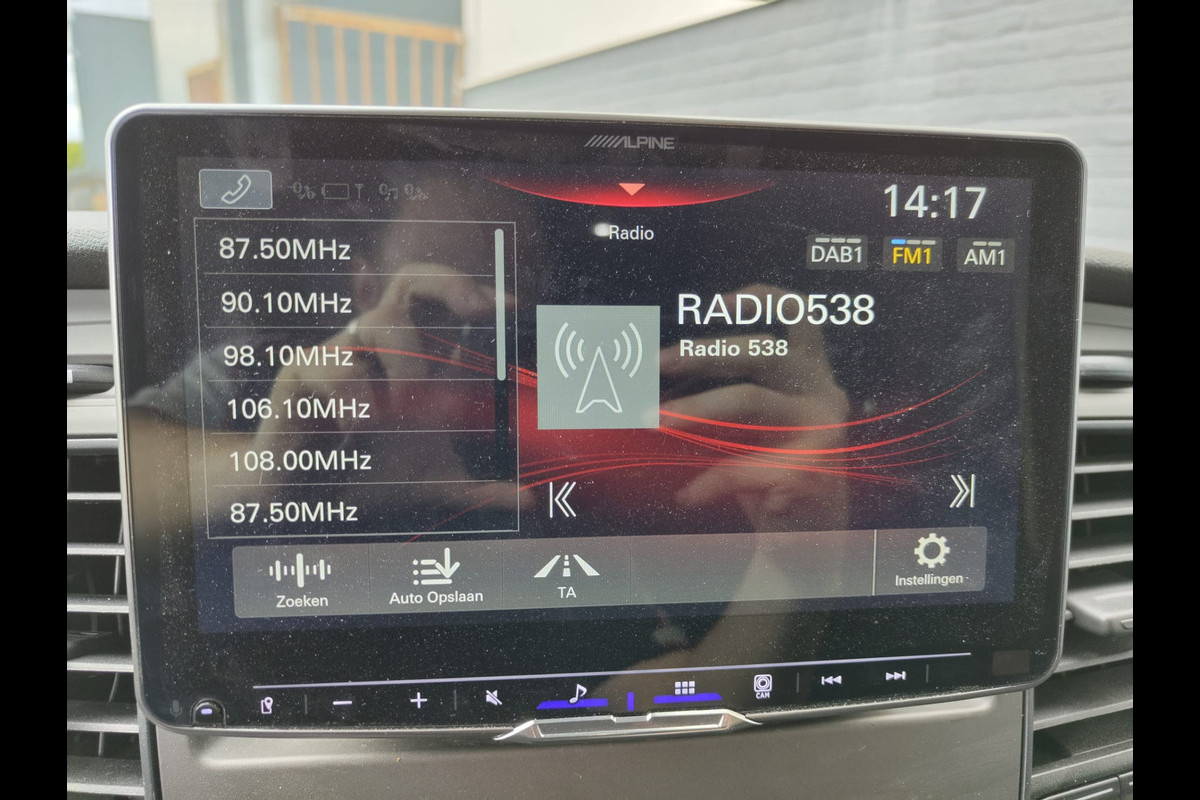 ALPINE
14:17
Radio
DAB1 FM1 AM1
87.50MHz
90.10MHz
98.10MHz
106.10MHz
108.00MHz
87.50MHz
RADIO538
Radio 538
Zoeken
Auto Opslaan
TA
Instellingen
CAM